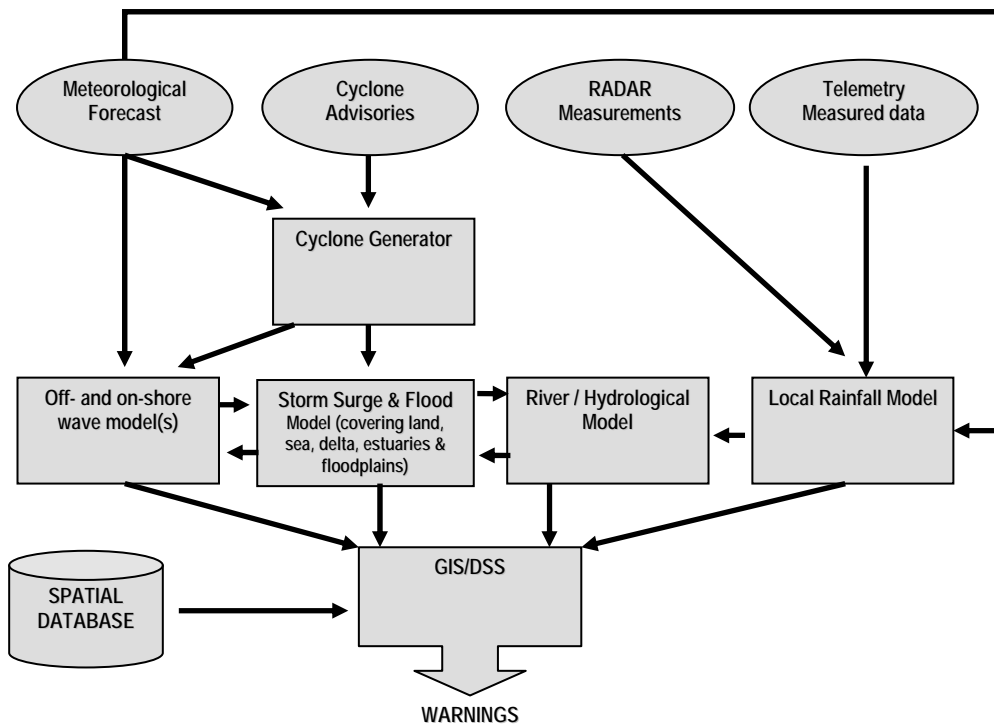 Meteorological
Forecast
Cyclone
Advisories
RADAR
Measurements
Telemetry
Measured data
Cyclone Generator
Off- and on-shore
wave model(s)
Storm Surge & Flood
Model (covering land,
sea, delta, estuaries &
floodplains)
River / Hydrological
Model
Local Rainfall Model
GIS/DSS
SPATIAL
DATABASE
WARNINGS